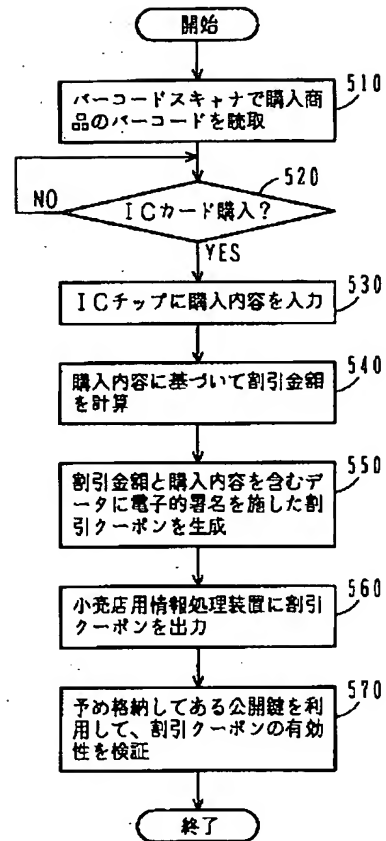 開始
510
バーコードスキャナで購入商
品のバーコードを読取
520
NO
ICカード購入？
YES
530
ICチップに購入内容を入力
540
購入内容に基づいて割引金額
を計算
550
割引金額と購入内容を含むデ
ータに電子的署名を施した割
引クーポンを生成
560
小売店用情報処理装置に割引
クーポンを出力
570
予め格納してある公開鍵を利
用して、割引クーポンの有効
性を検証
終了